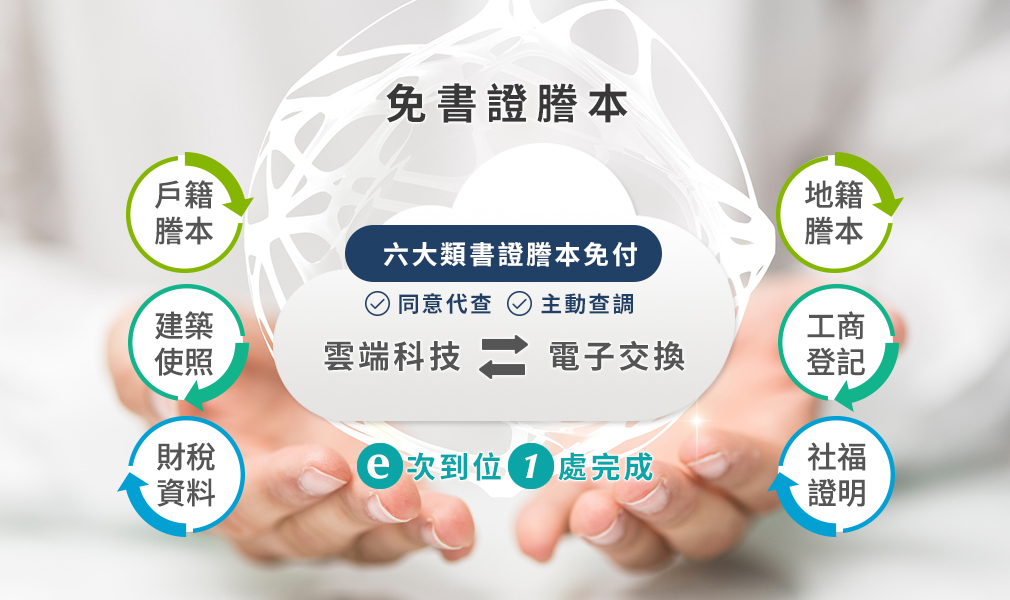 免書證謄本
戶籍
謄本
地籍
謄本
六大類書證謄本免付
同意代查 主動查調
雲端科技 電子交換
建築
使照
工商
登記
財稅
資料
社福
證明
e次到位1處完成